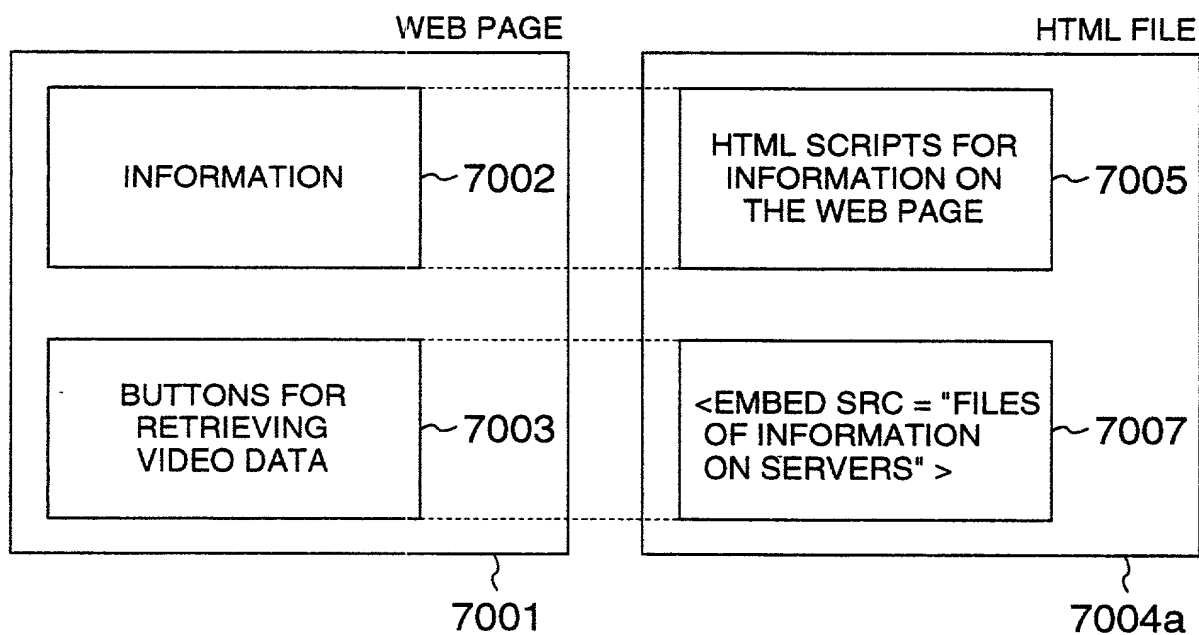 WEB PAGE
INFORMATION
7002
BUTTONS FOR
RETRIEVING
VIDEO DATA
7003
7001
HTML FILE
HTML SCRIPTS FOR
INFORMATION ON
THE WEB PAGE
7005
<EMBED SRC = "FILES
OF INFORMATION
ON SERVERS" >
7007
7004a